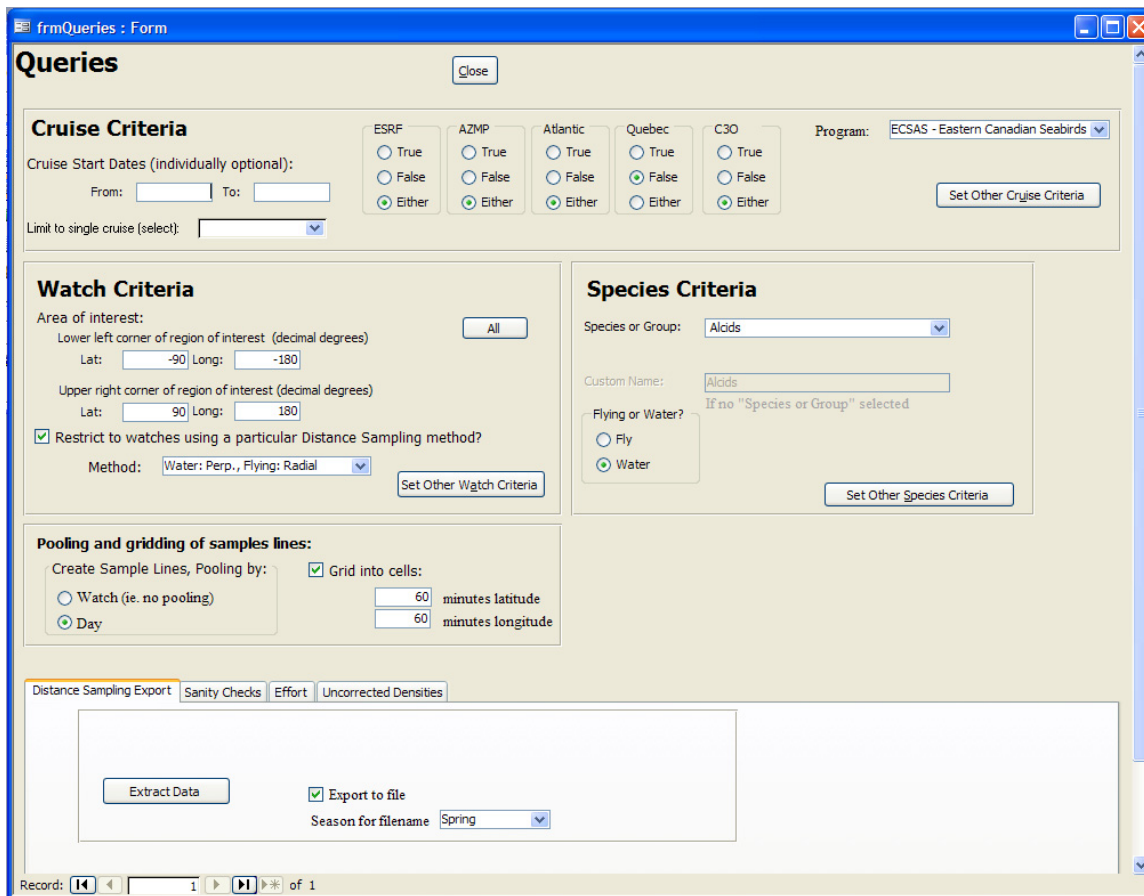 frmQueries : Form
Queries
Close
Cruise Criteria
Cruise Start Dates (individually optional):
From: To:
Limit to single cruise (select):
ESRF AZMP Atlantic Quebec C3O
True True True True True
False False False False False
Either Either Either Either Either
Program: ECSAS - Eastern Canadian Seabirds
Set Other Cruise Criteria
Watch Criteria
Area of interest:
All
Lower left corner of region of interest (decimal degrees)
Lat: -90 Long: -180
Upper right corner of region of interest (decimal degrees)
Lat: 90 Long: 180
Restrict to watches using a particular Distance Sampling method?
Method: Water: Perp., Flying: Radial
Set Other Watch Criteria
Species Criteria
Species or Group: Alcids
Custom Name: Alcids
If no "Species or Group" selected
Flying or Water?
Fly
Water
Set Other Species Criteria
Pooling and gridding of samples lines:
Create Sample Lines, Pooling by:
Watch (ie. no pooling)
Day
Grid into cells:
60 minutes latitude
60 minutes longitude
Distance Sampling Export Sanity Checks Effort Uncorrected Densities
Extract Data
Export to file
Season for filename Spring
Record: 1 of 1